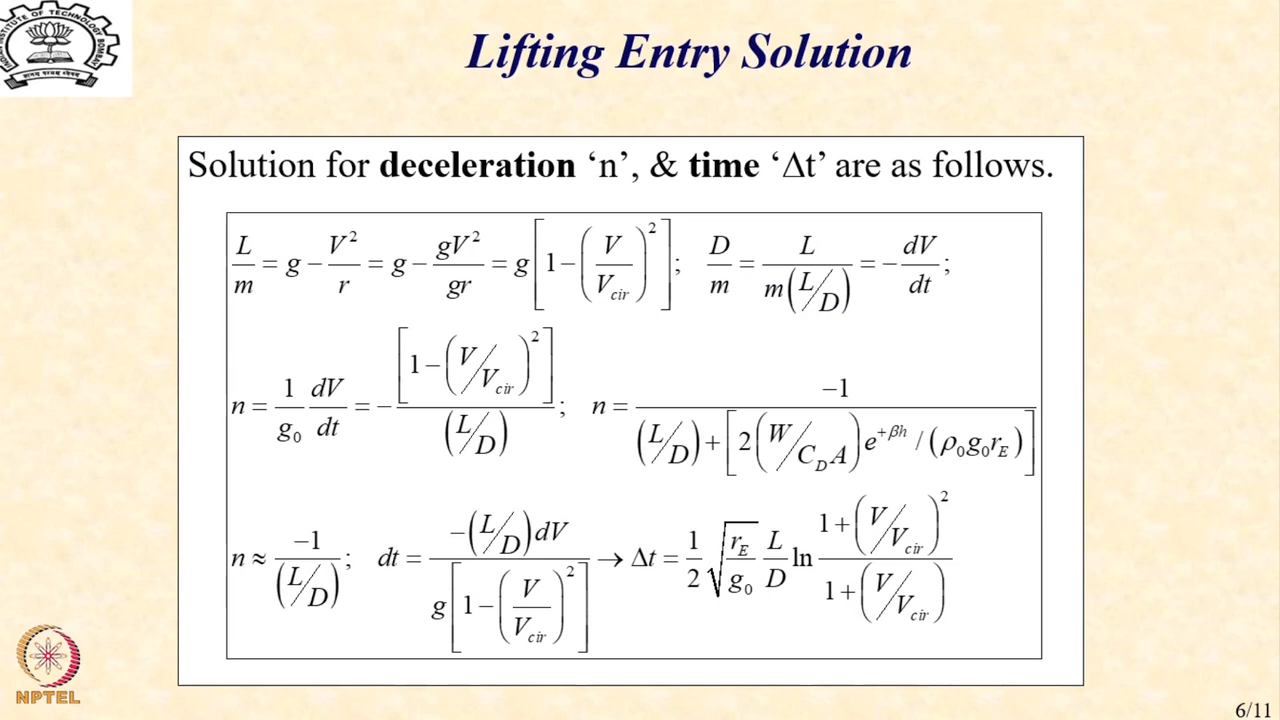 Lifting Entry Solution
Solution for deceleration ‘n’, & time ‘Δt’ are as follows.
L/m = g − V²/r = g − gV²/gr = g[1 − (V/V_cir)²]; D/m = L/(m(L/D)) = −dV/dt;
n = (1/g₀)(dV/dt) = −[1 − (V/V_cir)²]/(L/D); n = −1/((L/D) + [2(W/C_D A)e^{+βh} / (ρ₀g₀r_E)])
n ≈ −1/(L/D); dt = −(L/D)dV/(g[1 − (V/V_cir)²]) → Δt = (1/2)√(r_E/g₀) (L/D) ln (1 + (V/V_cir)²)/(1 + (V/V_cir))
NPTEL
6/11